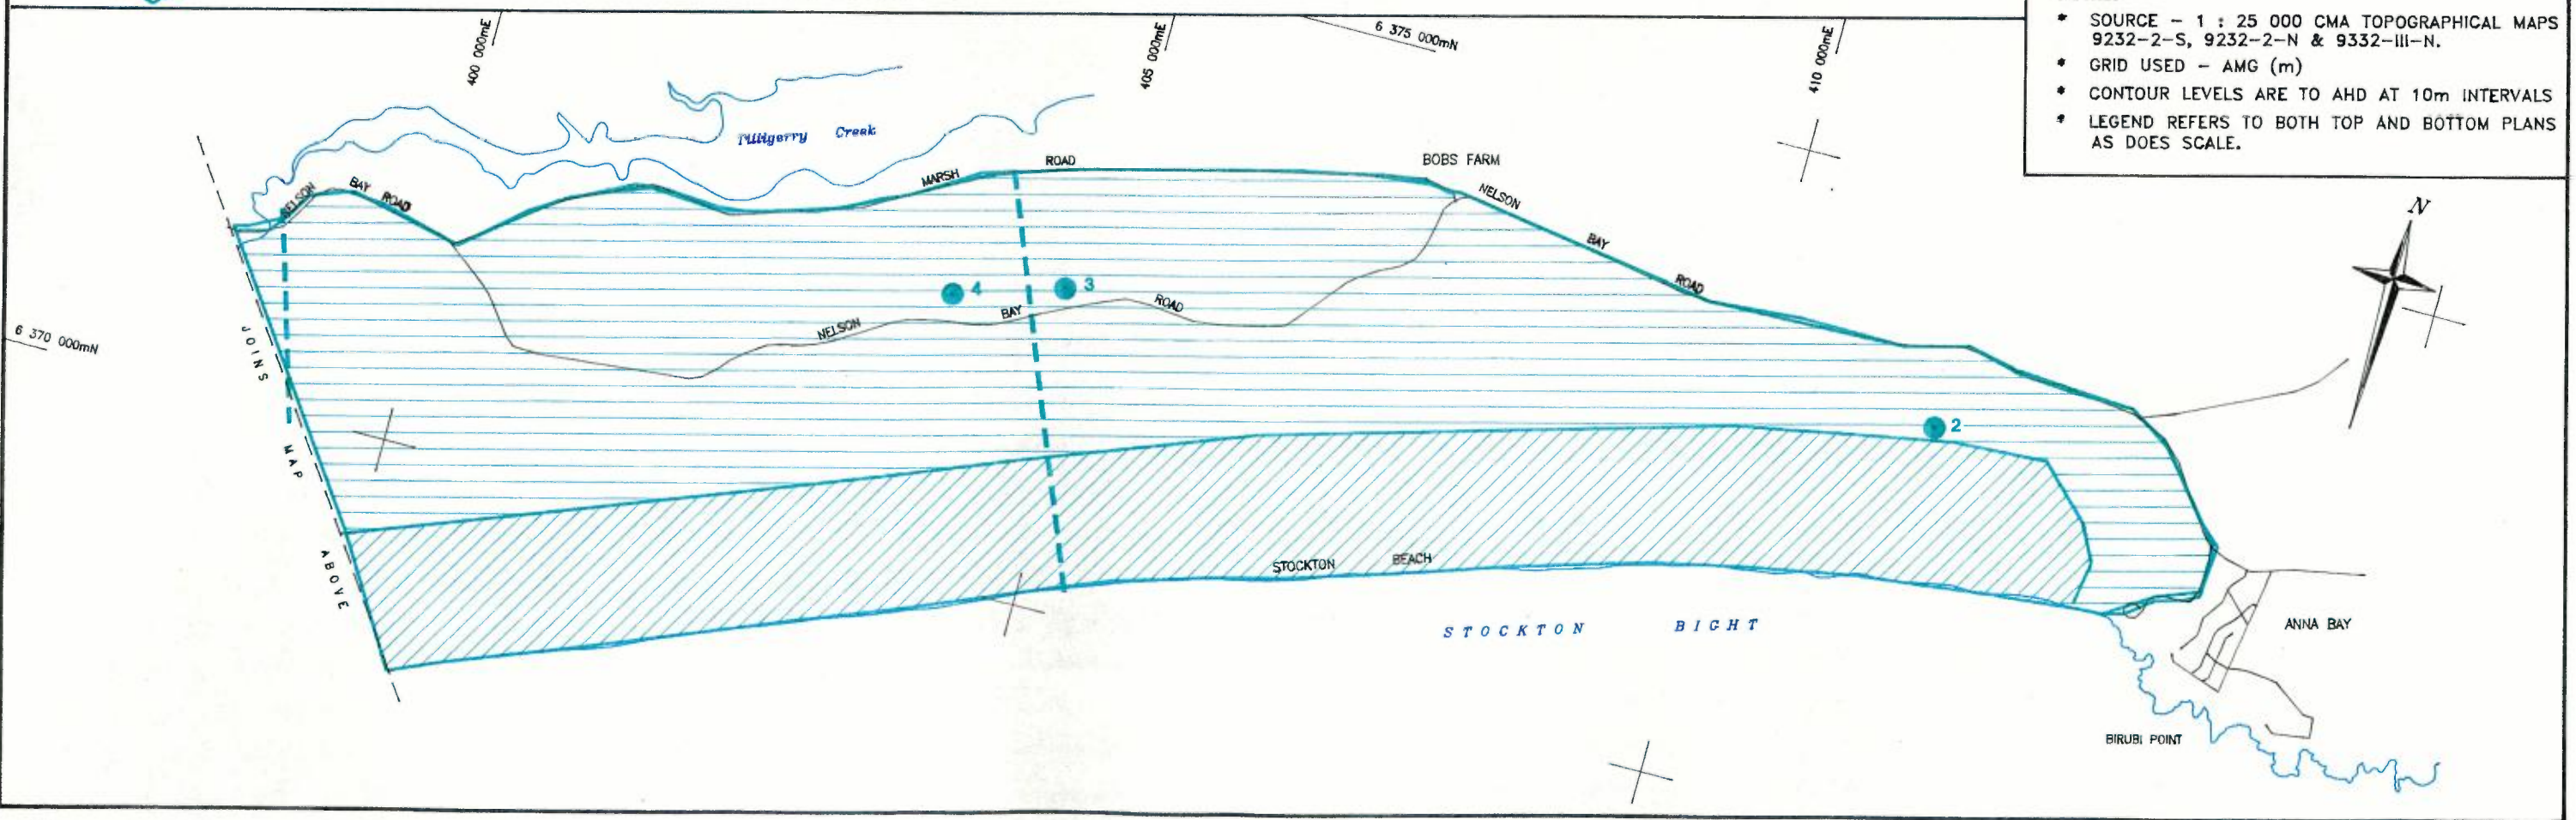 400 000mE
405 000mE
6 375 000mN
410 000mE
* SOURCE - 1 : 25 000 CMA TOPOGRAPHICAL MAPS
9232-2-S, 9232-2-N & 9332-III-N.
* GRID USED - AMG (m)
* CONTOUR LEVELS ARE TO AHD AT 10m INTERVALS
* LEGEND REFERS TO BOTH TOP AND BOTTOM PLANS
AS DOES SCALE.
Tilligerry Creek
NELSON BAY ROAD
MARSH ROAD
BOBS FARM
NELSON BAY ROAD
N
4
3
NELSON BAY ROAD
6 370 000mN
JOINS MAP ABOVE
2
STOCKTON BEACH
STOCKTON BIGHT
ANNA BAY
BIRUBI POINT